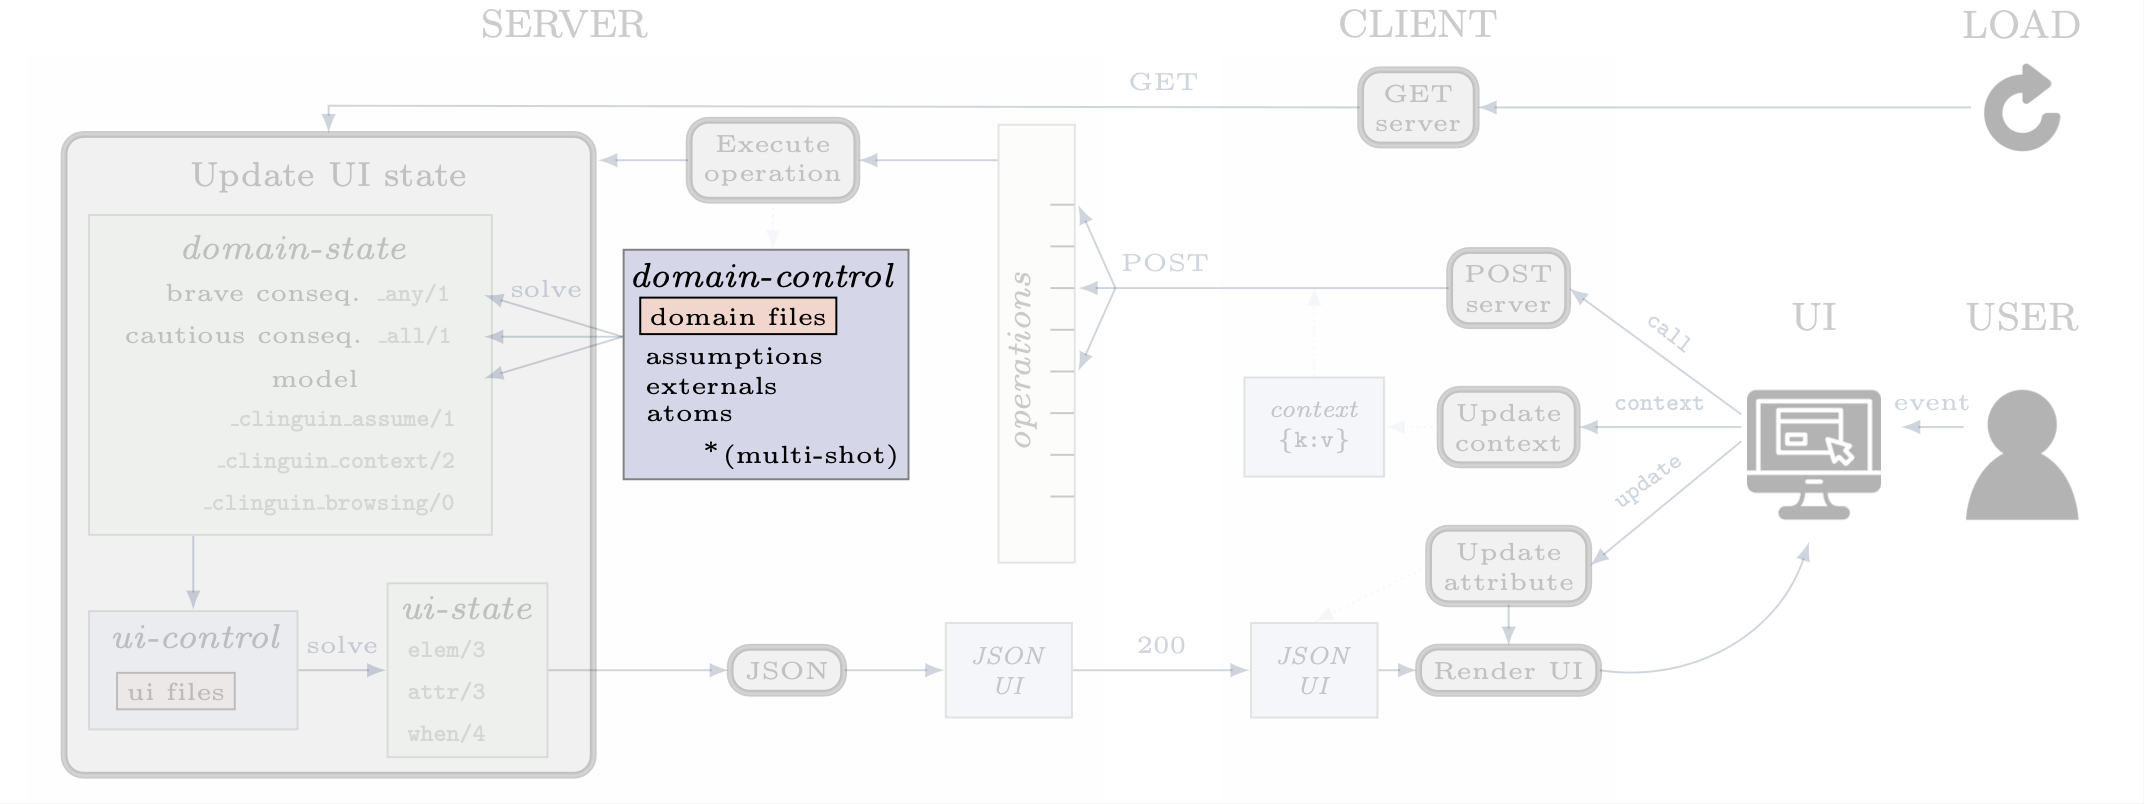 SERVER
CLIENT
LOAD
GET
GET
server
Execute
operation
Update UI state
domain-state
brave conseq. _any/1
cautious conseq. _all/1
model
_clinguin_assume/1
_clinguin_context/2
_clinguin_browsing/0
solve
domain-control
domain files
assumptions
externals
atoms
*(multi-shot)
operations
POST
POST
server
call
UI
USER
context
{k:v}
Update
context
context
event
update
Update
attribute
ui-control
ui files
solve
ui-state
elem/3
attr/3
when/4
JSON
JSON
UI
200
JSON
UI
Render UI